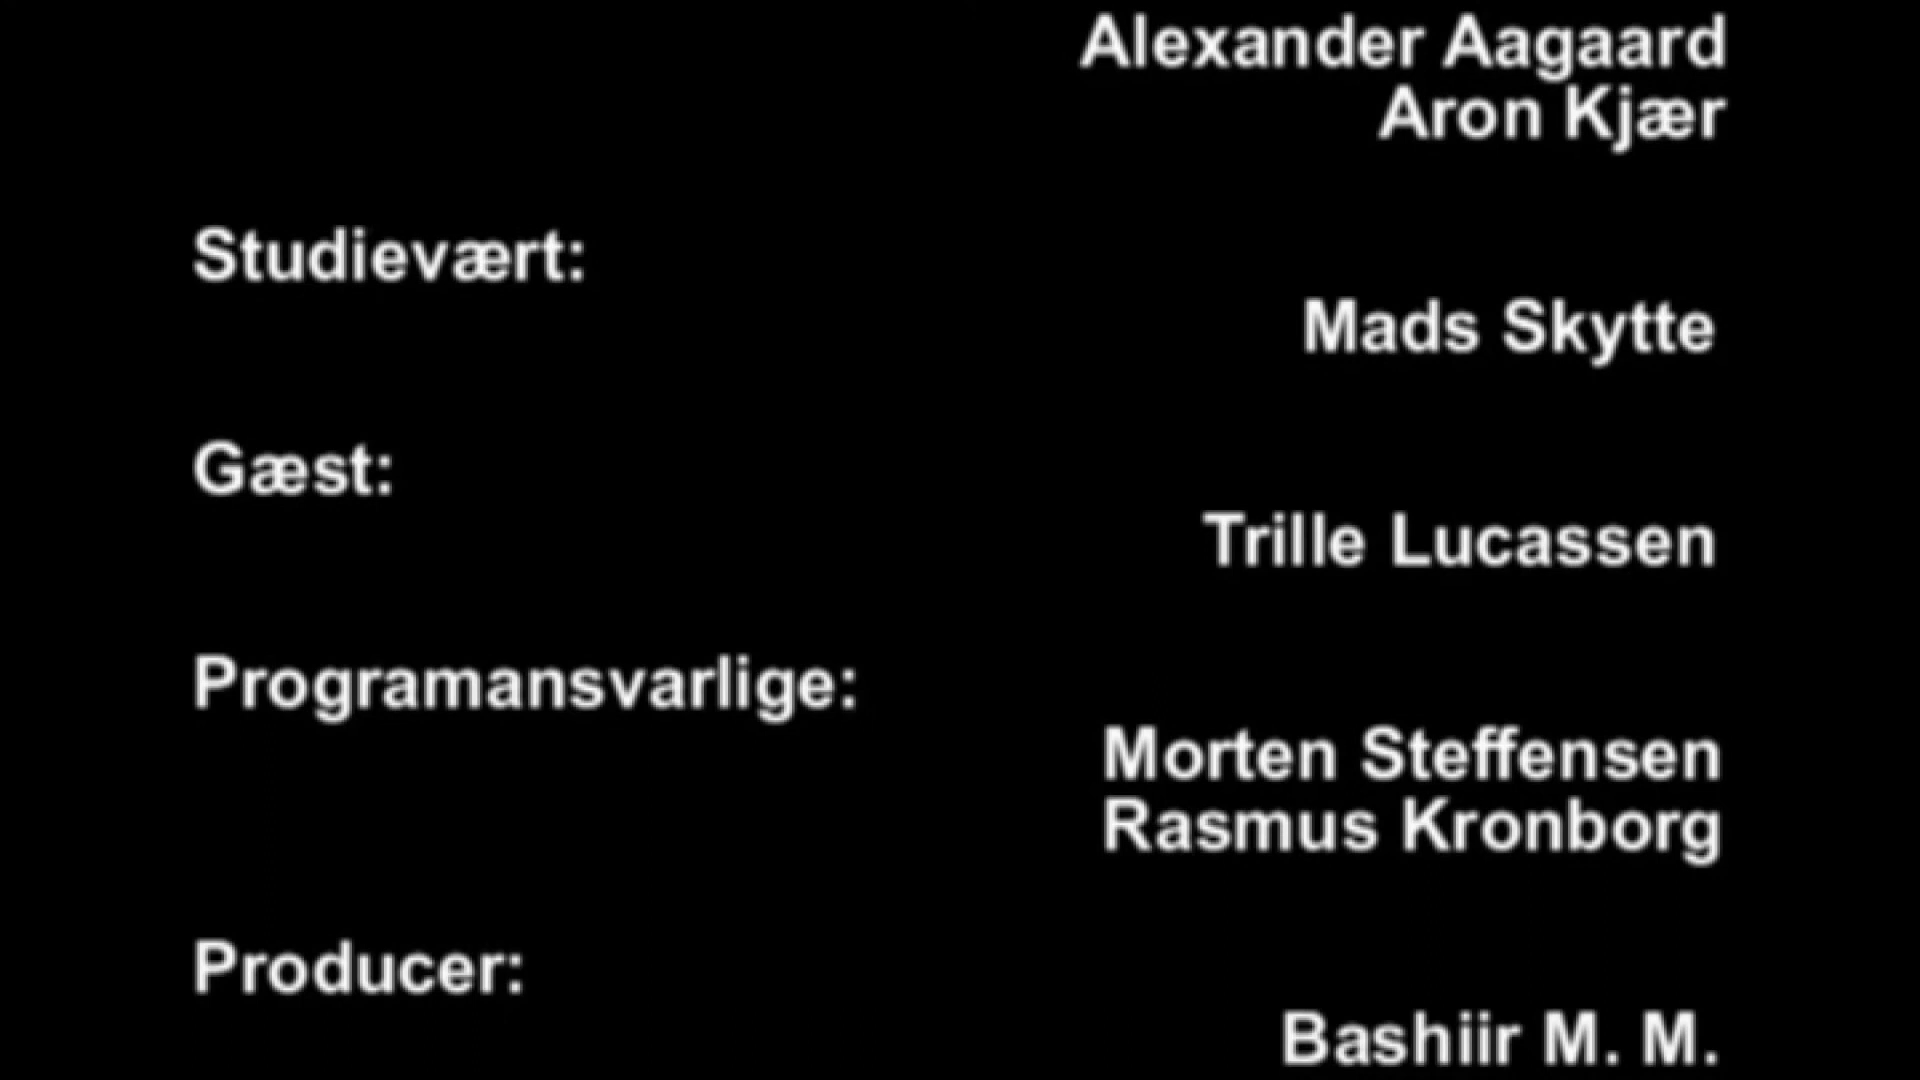 Alexander Aagaard
Aron Kjær
Studievært:
Mads Skytte
Gæst:
Trille Lucassen
Programansvarlige:
Morten Steffensen
Rasmus Kronborg
Producer:
Bashiir M. M.